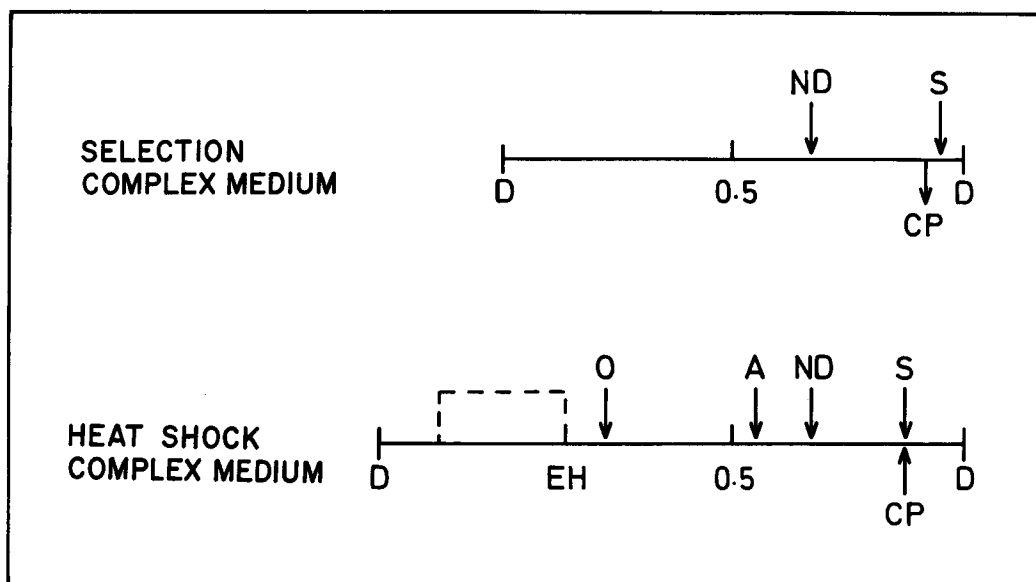 ND S
SELECTION
COMPLEX MEDIUM
D 0·5 D
CP
O A ND S
HEAT SHOCK
COMPLEX MEDIUM
D EH 0·5 D
CP